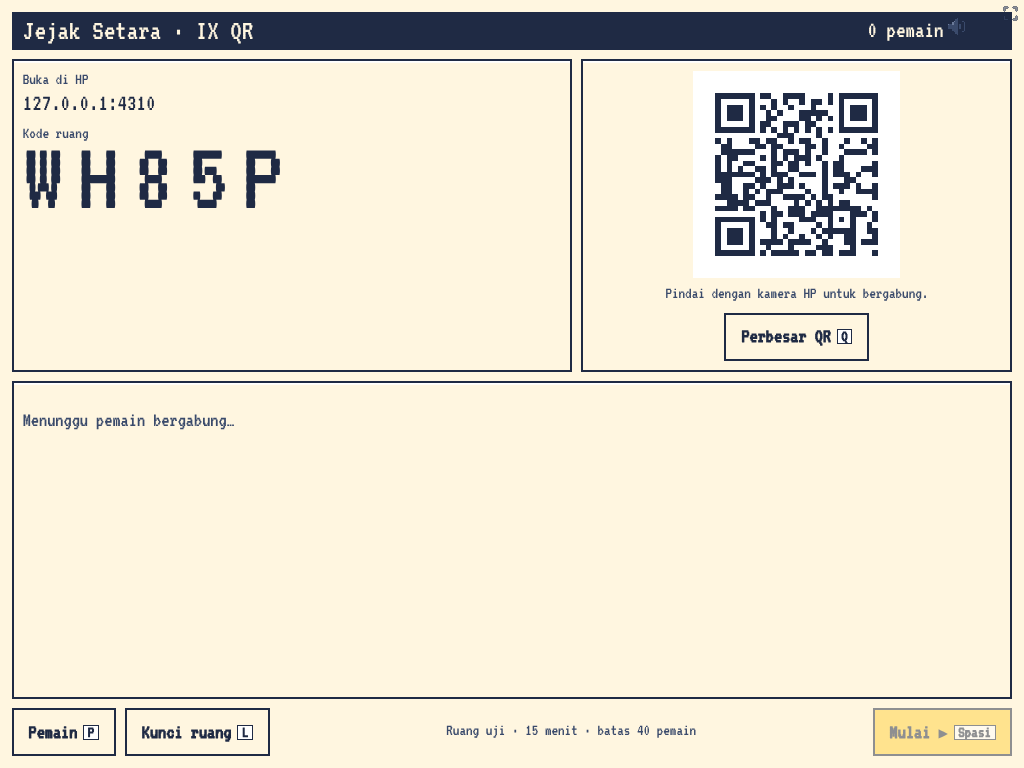 Jejak Setara · IX QR
0 pemain
Buka di HP
127.0.0.1:4310
Kode ruang
WH85P
Pindai dengan kamera HP untuk bergabung.
Perbesar QR Q
Menunggu pemain bergabung…
Pemain P
Kunci ruang L
Ruang uji · 15 menit · batas 40 pemain
Mulai ▶ Spasi